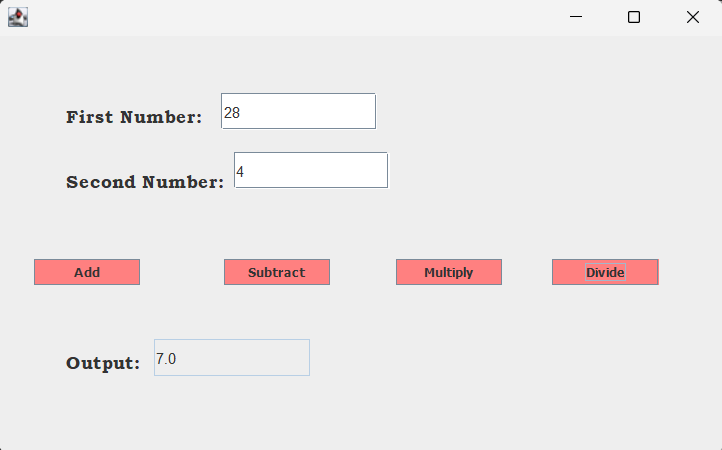 First Number: 28
Second Number: 4
Add Subtract Multiply Divide
Output: 7.0